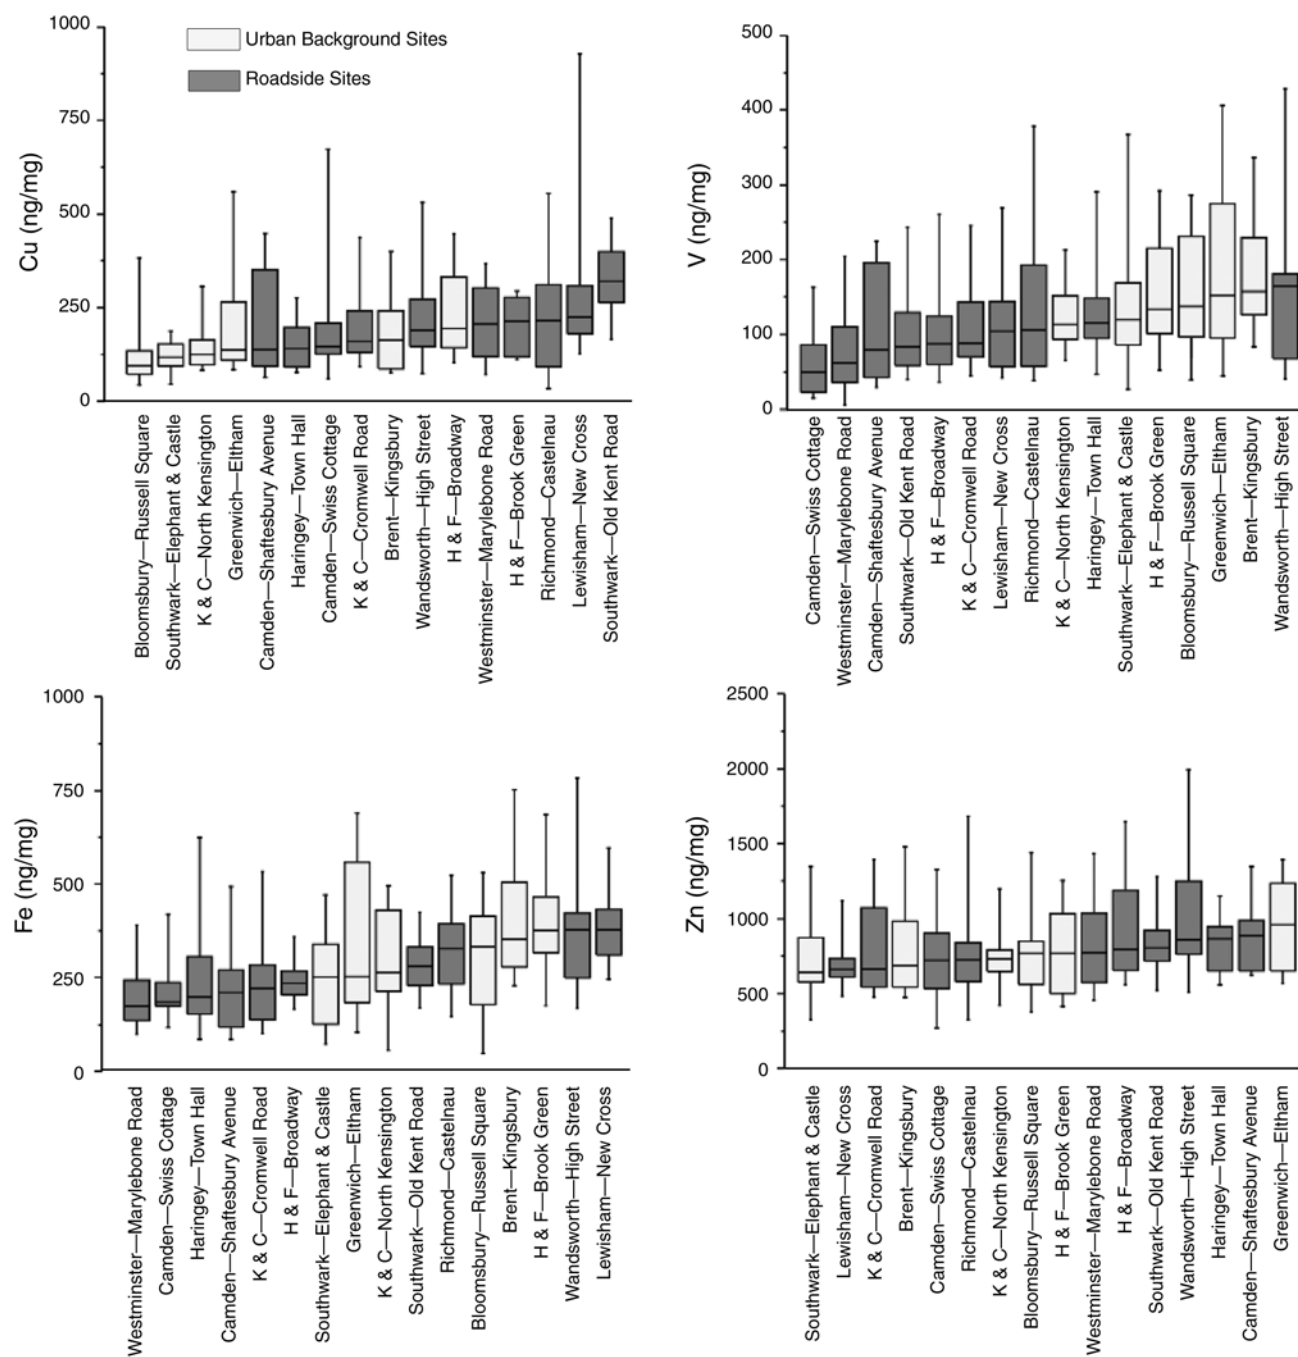 1000
750
500
250
0
Cu (ng/mg)
Urban Background Sites
Roadside Sites
Bloomsbury—Russell Square
Southwark—Elephant & Castle
K & C—North Kensington
Greenwich—Eltham
Camden—Shaftesbury Avenue
Haringey—Town Hall
Camden—Swiss Cottage
K & C—Cromwell Road
Brent—Kingsbury
Wandsworth—High Street
H & F—Broadway
Westminster—Marylebone Road
H & F—Brook Green
Richmond—Castelnau
Lewisham—New Cross
Southwark—Old Kent Road
500
400
300
200
100
0
V (ng/mg)
Camden—Swiss Cottage
Westminster—Marylebone Road
Camden—Shaftesbury Avenue
Southwark—Old Kent Road
H & F—Broadway
K & C—Cromwell Road
Lewisham—New Cross
Richmond—Castelnau
K & C—North Kensington
Haringey—Town Hall
Southwark—Elephant & Castle
H & F—Brook Green
Bloomsbury—Russell Square
Greenwich—Eltham
Brent—Kingsbury
Wandsworth—High Street
1000
750
500
250
0
Fe (ng/mg)
Westminster—Marylebone Road
Camden—Swiss Cottage
Haringey—Town Hall
Camden—Shaftesbury Avenue
K & C—Cromwell Road
H & F—Broadway
Southwark—Elephant & Castle
Greenwich—Eltham
K & C—North Kensington
Southwark—Old Kent Road
Richmond—Castelnau
Bloomsbury—Russell Square
Brent—Kingsbury
H & F—Brook Green
Wandsworth—High Street
Lewisham—New Cross
2500
2000
1500
1000
500
0
Zn (ng/mg)
Southwark—Elephant & Castle
Lewisham—New Cross
K & C—Cromwell Road
Brent—Kingsbury
Camden—Swiss Cottage
Richmond—Castelnau
K & C—North Kensington
Bloomsbury—Russell Square
H & F—Brook Green
Westminster—Marylebone Road
H & F—Broadway
Southwark—Old Kent Road
Wandsworth—High Street
Haringey—Town Hall
Camden—Shaftesbury Avenue
Greenwich—Eltham